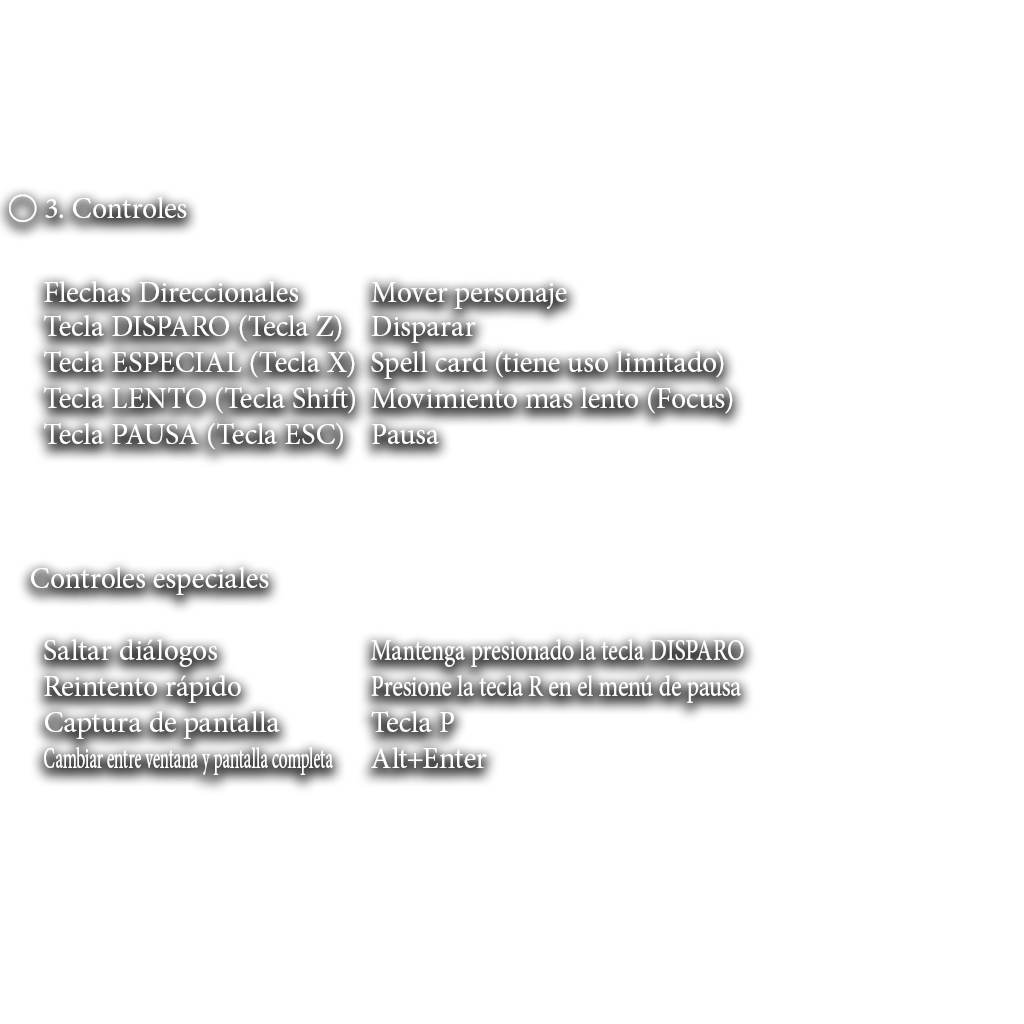 ○ 3. Controles
Flechas Direccionales Mover personaje
Tecla DISPARO (Tecla Z) Disparar
Tecla ESPECIAL (Tecla X) Spell card (tiene uso limitado)
Tecla LENTO (Tecla Shift) Movimiento mas lento (Focus)
Tecla PAUSA (Tecla ESC) Pausa
Controles especiales
Saltar diálogos Mantenga presionado la tecla DISPARO
Reintento rápido Presione la tecla R en el menú de pausa
Captura de pantalla Tecla P
Cambiar entre ventana y pantalla completa Alt+Enter